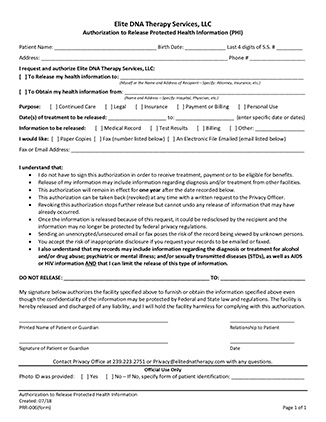 Elite DNA Therapy Services, LLC
Authorization to Release Protected Health Information (PHI)
Patient Name: Birth Date: Last 4 digits of S.S. #
Address: Phone #
I request and authorize Elite DNA Therapy Services, LLC:
[ ] To Release my health information to:
(Myself) or the Name and Address of Recipient – Specify: Attorney, Insurance, etc.)
[ ] To Obtain my health information from:
(Name and Address – Specify: Hospital, Physician, etc.)
Purpose: [ ] Continued Care [ ] Legal [ ] Insurance [ ] Payment or Billing [ ] Personal Use
Date(s) of treatment to be released: to: (enter specific date or dates)
Information to be released: [ ] Medical Record [ ] Test Results [ ] Billing [ ] Other:
I would like: [ ] Paper Copies [ ] Fax (number listed below) [ ] An Electronic File Emailed (email listed below)
Fax or Email Address:
I understand that:
• I do not have to sign this authorization in order to receive treatment, payment or to be eligible for benefits.
• Release of my information may include information regarding diagnosis and/or treatment from other facilities.
• This authorization will remain in effect for one year after the date recorded below.
• This authorization can be taken back (revoked) at any time with a written request to the Privacy Officer.
• Revoking this authorization stops further release but cannot undo any release of information that may have
already occurred.
• Once the information is released because of this request, it could be redisclosed by the recipient and the
information may no longer be protected by federal privacy regulations.
• Sending an unencrypted/unsecured email or fax poses the risk of the record being viewed by unknown persons.
• You accept the risk of inappropriate disclosure if you request your records to be emailed or faxed.
• I also understand that my records may include information regarding the diagnosis or treatment for alcohol
and/or drug abuse; psychiatric or mental illness; and/or sexually transmitted diseases (STDs), as well as AIDS
or HIV information AND that I can limit the release of this type of information.
DO NOT RELEASE: TO:
My signature below authorizes the facility specified above to furnish or obtain the information specified above even
though the confidentiality of the information may be protected by Federal and State law and regulations. The facility is
hereby released and discharged of any liability, and I will hold the facility harmless for complying with this authorization.
Printed Name of Patient or Guardian Relationship to Patient
Signature of Patient or Guardian Date
Contact Privacy Office at 239.223.2751 or Privacy@elitednatherapy.com with any questions.
Official Use Only
Photo ID was provided: [ ] Yes [ ] No – If No, specify form of patient identification:
Authorization to Release Protected Health Information
Created: 07/18
PRR-006(form) Page 1 of 1